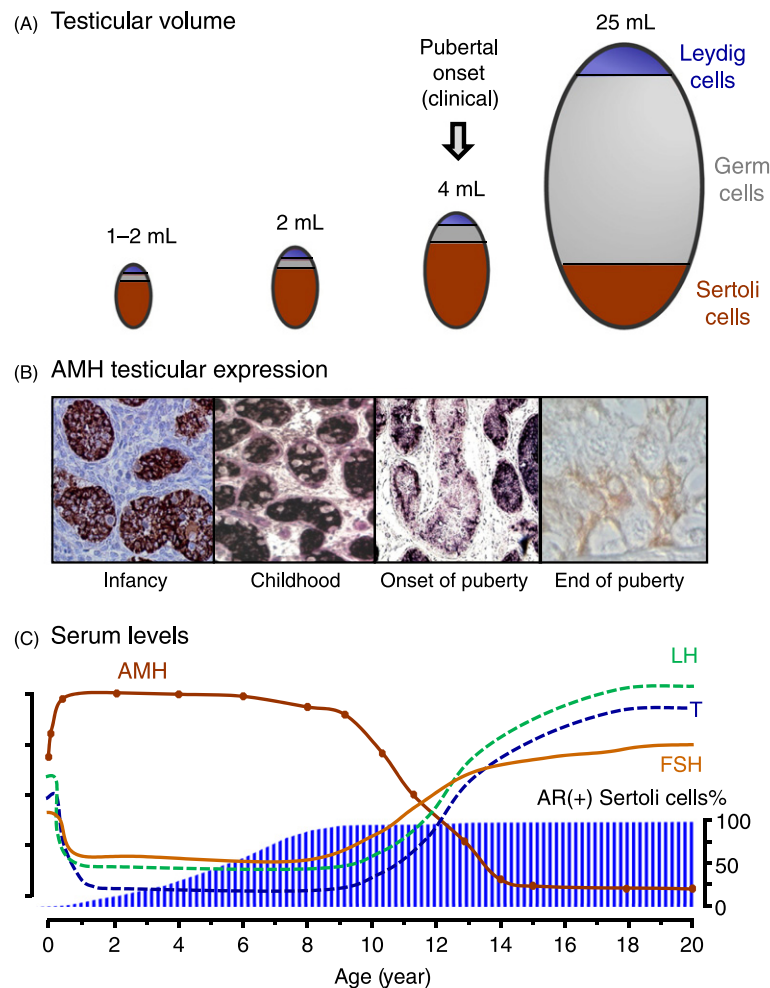 (A) Testicular volume
25 mL
Pubertal
onset
(clinical)
Leydig
cells
4 mL
Germ
cells
1–2 mL
2 mL
Sertoli
cells
(B) AMH testicular expression
Infancy
Childhood
Onset of puberty
End of puberty
(C) Serum levels
AMH
LH
T
FSH
AR(+) Sertoli cells%
100
50
0
0 2 4 6 8 10 12 14 16 18 20
Age (year)